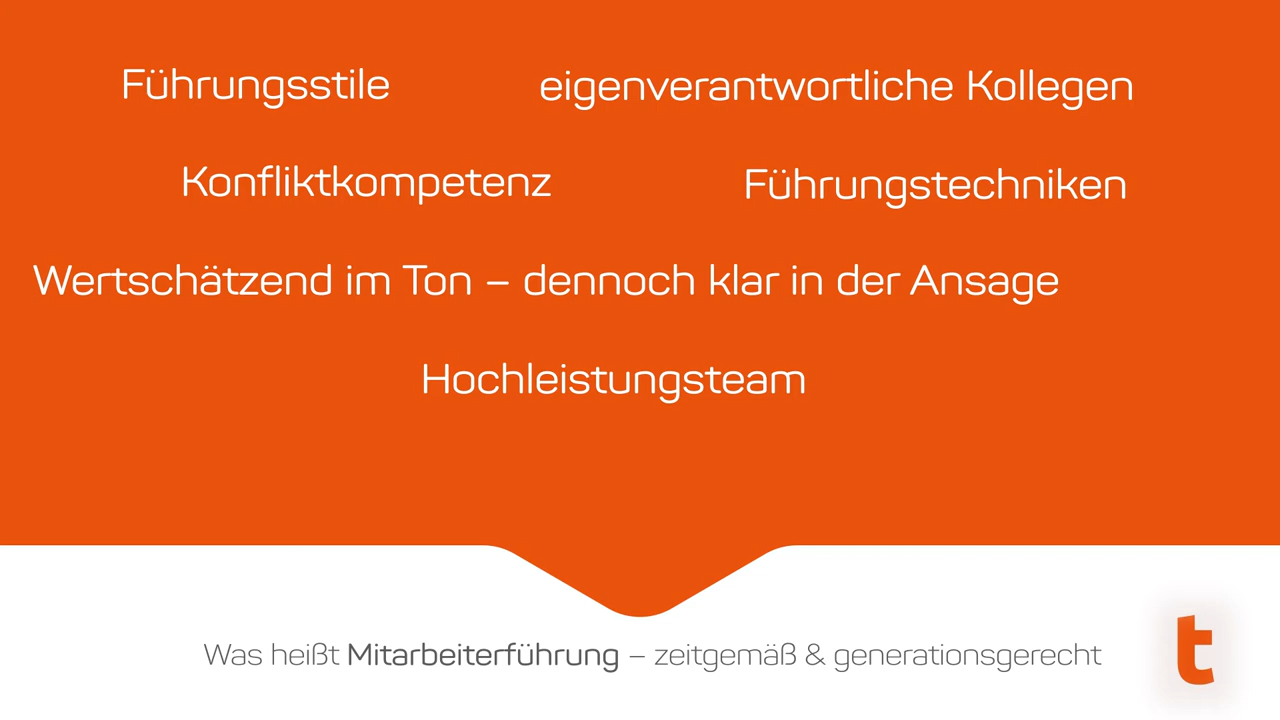 Führungsstile
eigenverantwortliche Kollegen
Konfliktkompetenz
Führungstechniken
Wertschätzend im Ton – dennoch klar in der Ansage
Hochleistungsteam
Was heißt Mitarbeiterführung – zeitgemäß & generationsgerecht
t